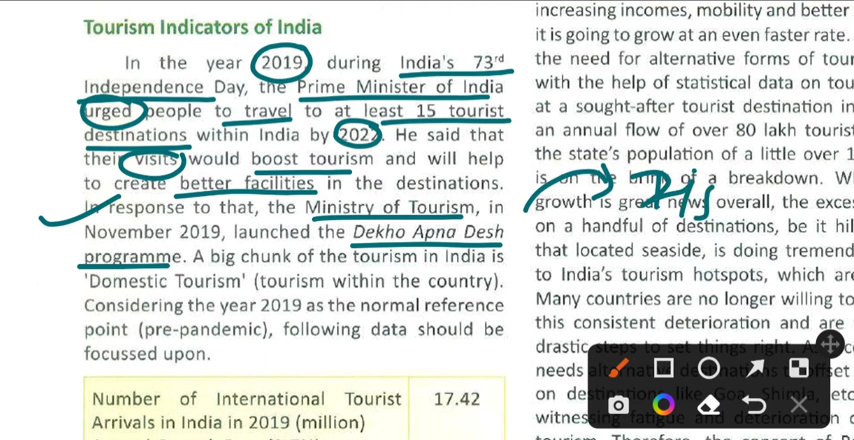 Tourism Indicators of India
In the year 2019, during India's 73rd
Independence Day, the Prime Minister of India
urged people to travel to at least 15 tourist
destinations within India by 2022. He said that
their visits would boost tourism and will help
to create better facilities in the destinations.
In response to that, the Ministry of Tourism, in
November 2019, launched the Dekho Apna Desh
programme. A big chunk of the tourism in India is
'Domestic Tourism' (tourism within the country).
Considering the year 2019 as the normal reference
point (pre-pandemic), following data should be
focussed upon.
Number of International Tourist 17.42
Arrivals in India in 2019 (million)
increasing incomes, mobility and better
it is going to grow at an even faster rate.
the need for alternative forms of tour
with the help of statistical data on tou
at a sought-after tourist destination in
an annual flow of over 80 lakh tourist
the state's population of a little over 1
is on the brink of a breakdown. Wh
growth is great news overall, the exce
on a handful of destinations, be it hil
that located seaside, is doing tremend
to India's tourism hotspots, which are
Many countries are no longer willing to
this consistent deterioration and are
drastic steps to set things right. A
needs alternative destinations offset
on destinations like Goa, Shimla, etc
witnessing fatigue and deterioration